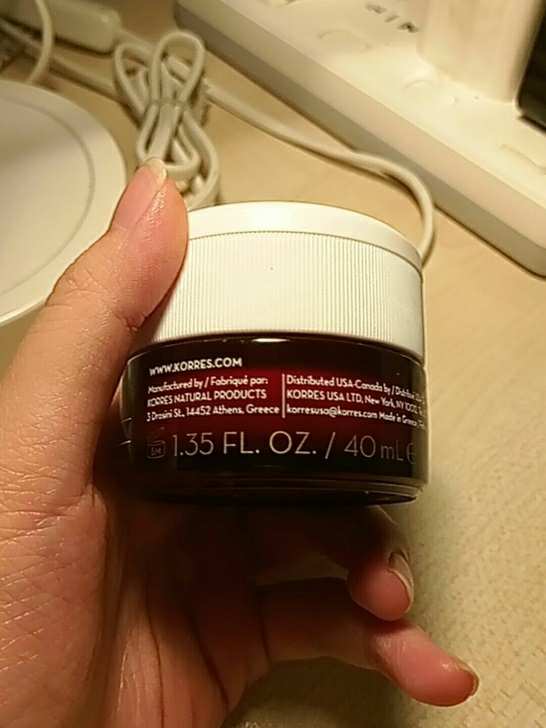 WWW.KORRES.COM
Manufactured by / Fabriqué par:
KORRES NATURAL PRODUCTS
3 Drosini St., 14452 Athens, Greece
Distributed USA-Canada by / Distribué
KORRES USA LTD, New York, NY
korresusa@korres.com Made in Greece
1.35 FL. OZ. / 40 mL e